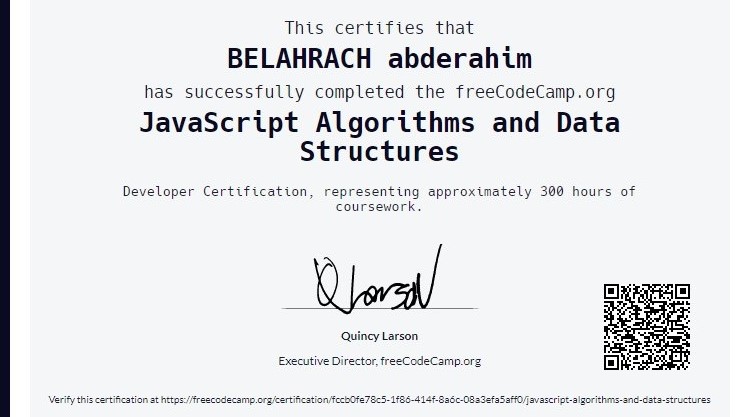 This certifies that
BELAHRACH abderahim
has successfully completed the freeCodeCamp.org
JavaScript Algorithms and Data
Structures
Developer Certification, representing approximately 300 hours of
coursework.
Q Larson
Quincy Larson
Executive Director, freeCodeCamp.org
Verify this certification at https://freecodecamp.org/certification/fccb0fe78c5-1f86-414f-8a6c-08a3efa5aff0/javascript-algorithms-and-data-structures